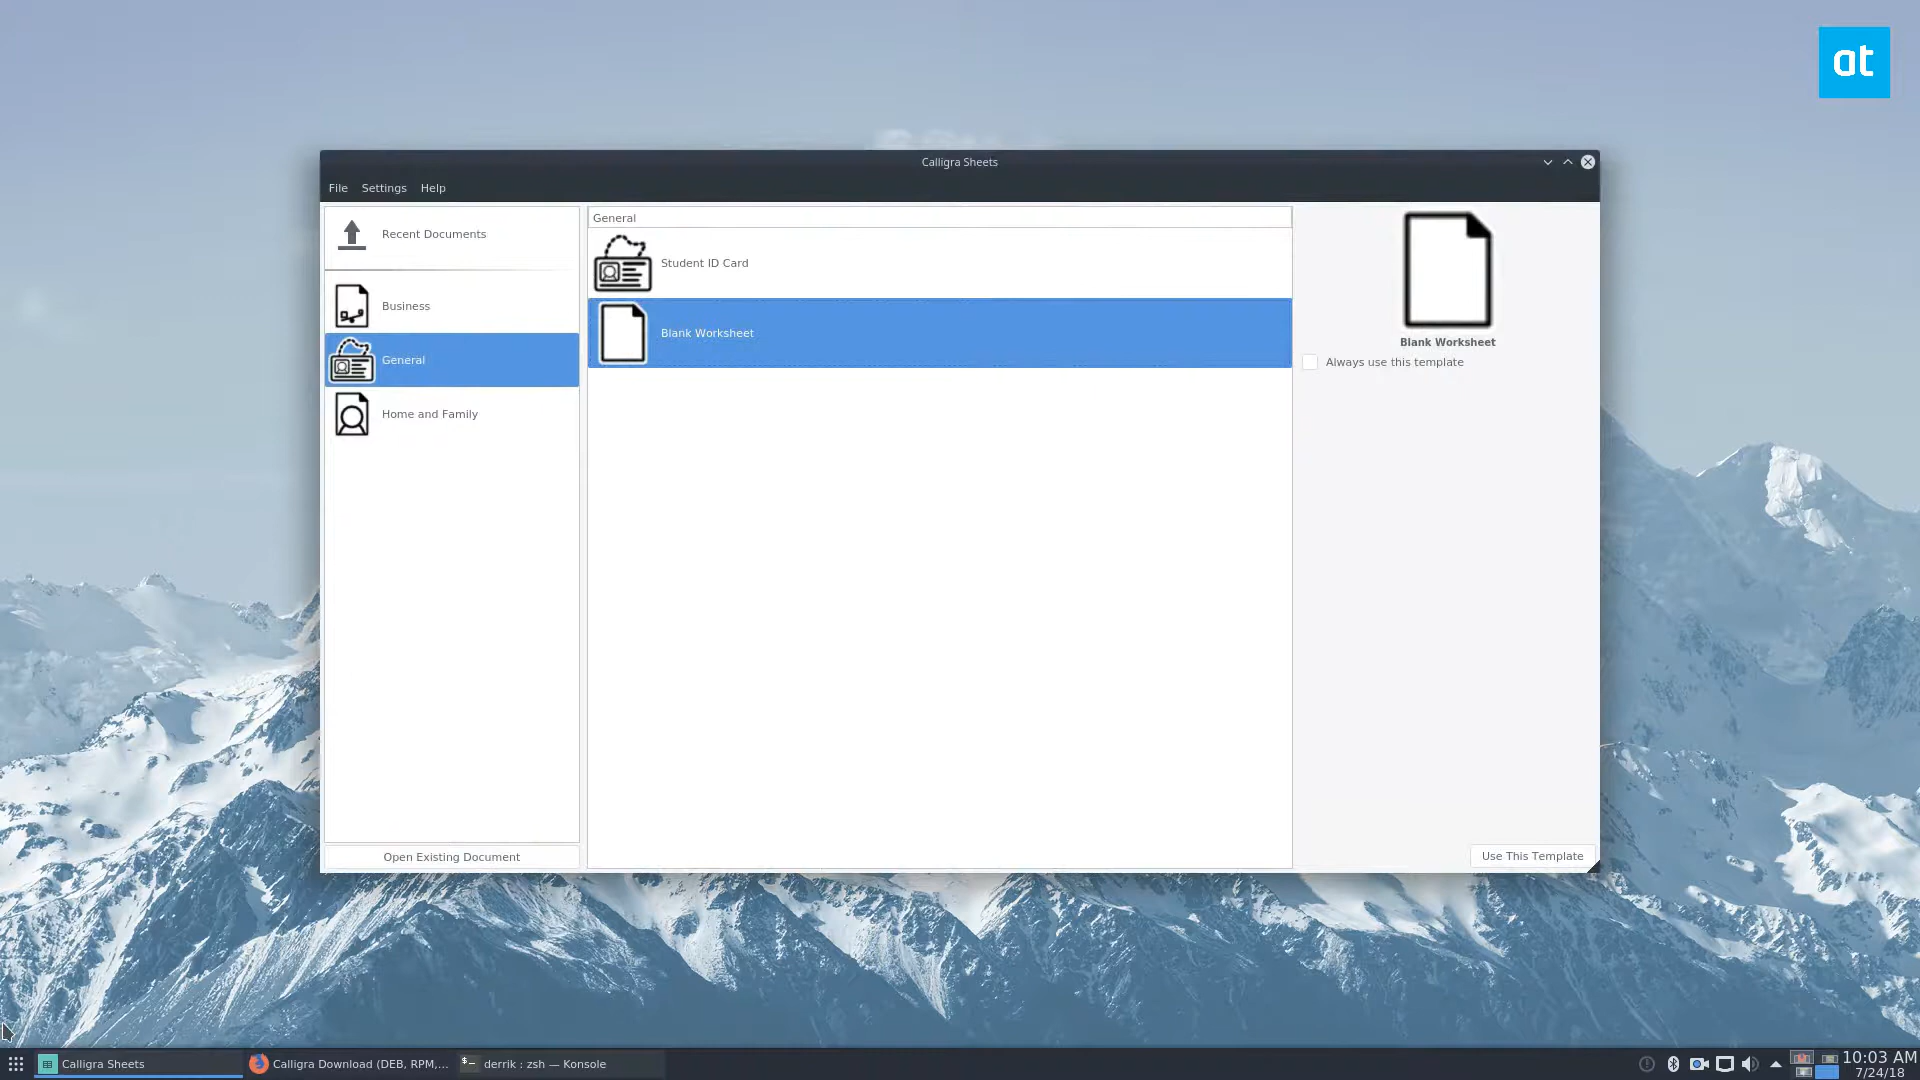 at
Calligra Sheets
File Settings Help
Recent Documents
Business
General
Home and Family
Open Existing Document
General
Student ID Card
Blank Worksheet
Blank Worksheet
Always use this template
Use This Template
Calligra Sheets
Calligra Download (DEB, RPM,...
derrik : zsh — Konsole
10:03 AM
7/24/18